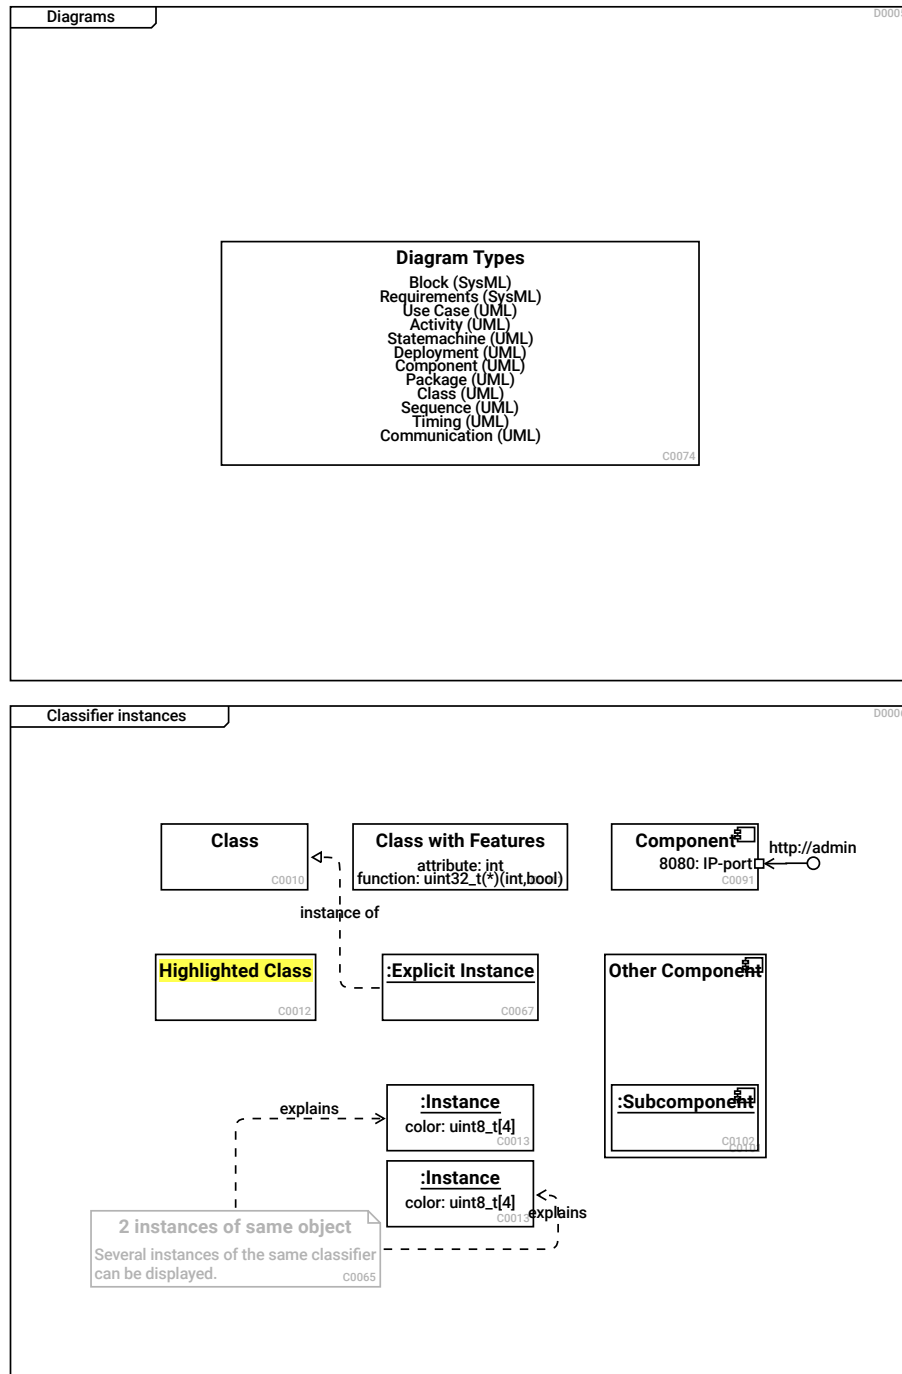 Diagrams
Diagram Types
Block (SysML)
Requirements (SysML)
Use Case (UML)
Activity (UML)
Statemachine (UML)
Deployment (UML)
Component (UML)
Package (UML)
Class (UML)
Sequence (UML)
Timing (UML)
Communication (UML)
C0074
Classifier instances
Class
C0010
Class with Features
attribute: int
function: uint32_t(*)(int,bool)
Component
8080: IP-port
C0091
http://admin
instance of
Highlighted Class
C0012
:Explicit Instance
C0067
Other Component
explains
:Instance
color: uint8_t[4]
C0013
:Subcomponent
C0102
:Instance
color: uint8_t[4]
C0013
explains
2 instances of same object
Several instances of the same classifier
can be displayed.
C0065